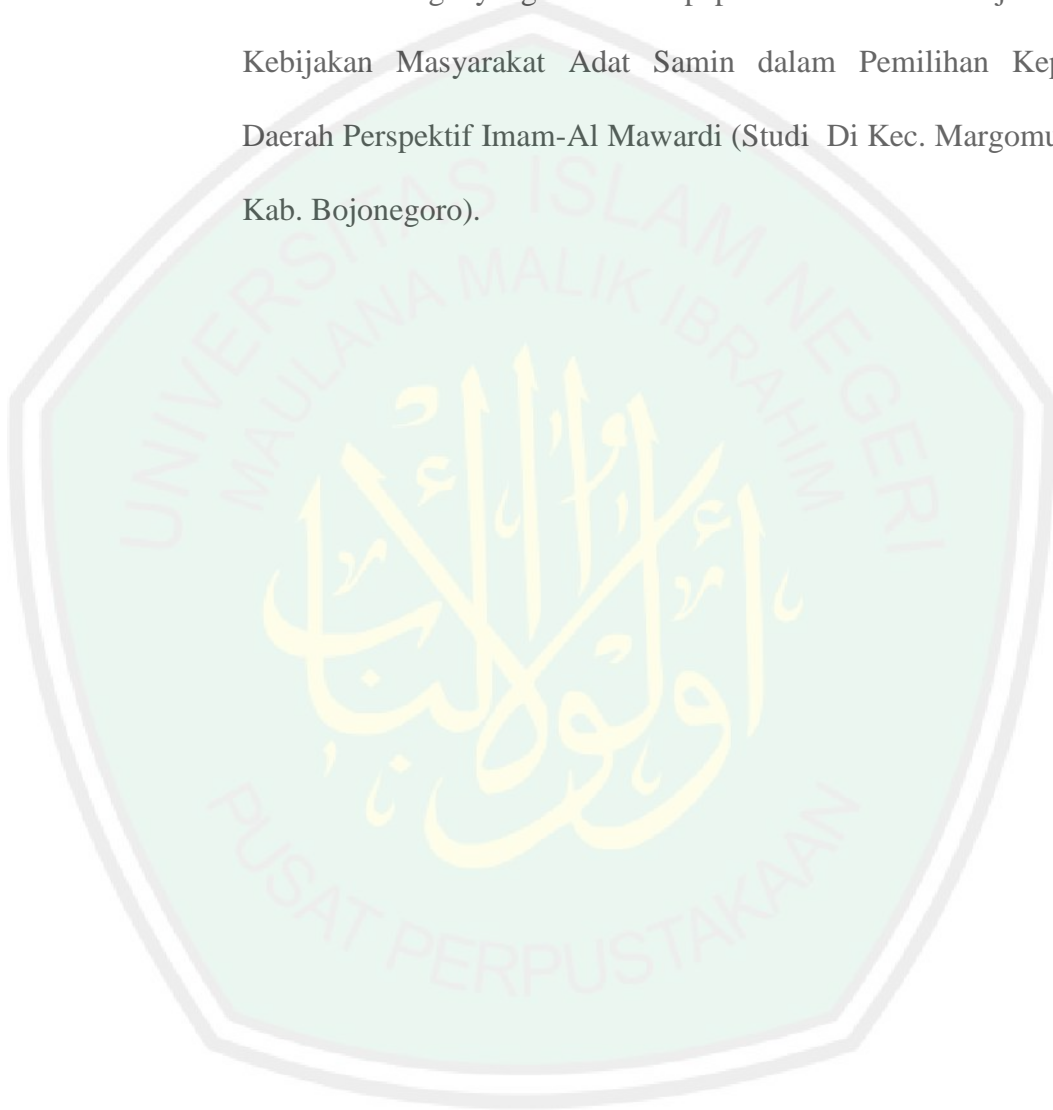 Kebijakan Masyarakat Adat Samin dalam Pemilihan Kep
Daerah Perspektif Imam-Al Mawardi (Studi Di Kec. Margomu
Kab. Bojonegoro).
UNIVERSITAS ISLAM NEGERI
MAULANA MALIK IBRAHIM
أولوا الألباب
PUSAT PERPUSTAKAAN